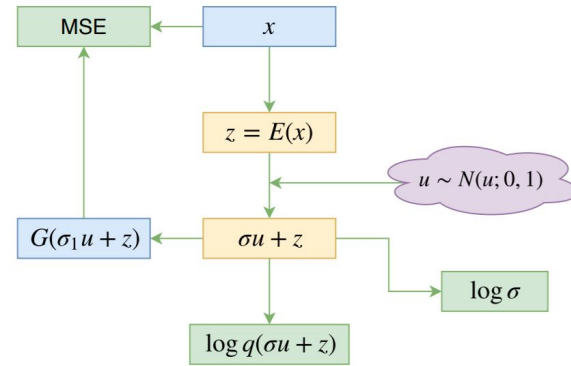 MSE
x
z = E(x)
u ∼ N(u; 0, 1)
G(σ₁u + z)
σu + z
log σ
log q(σu + z)